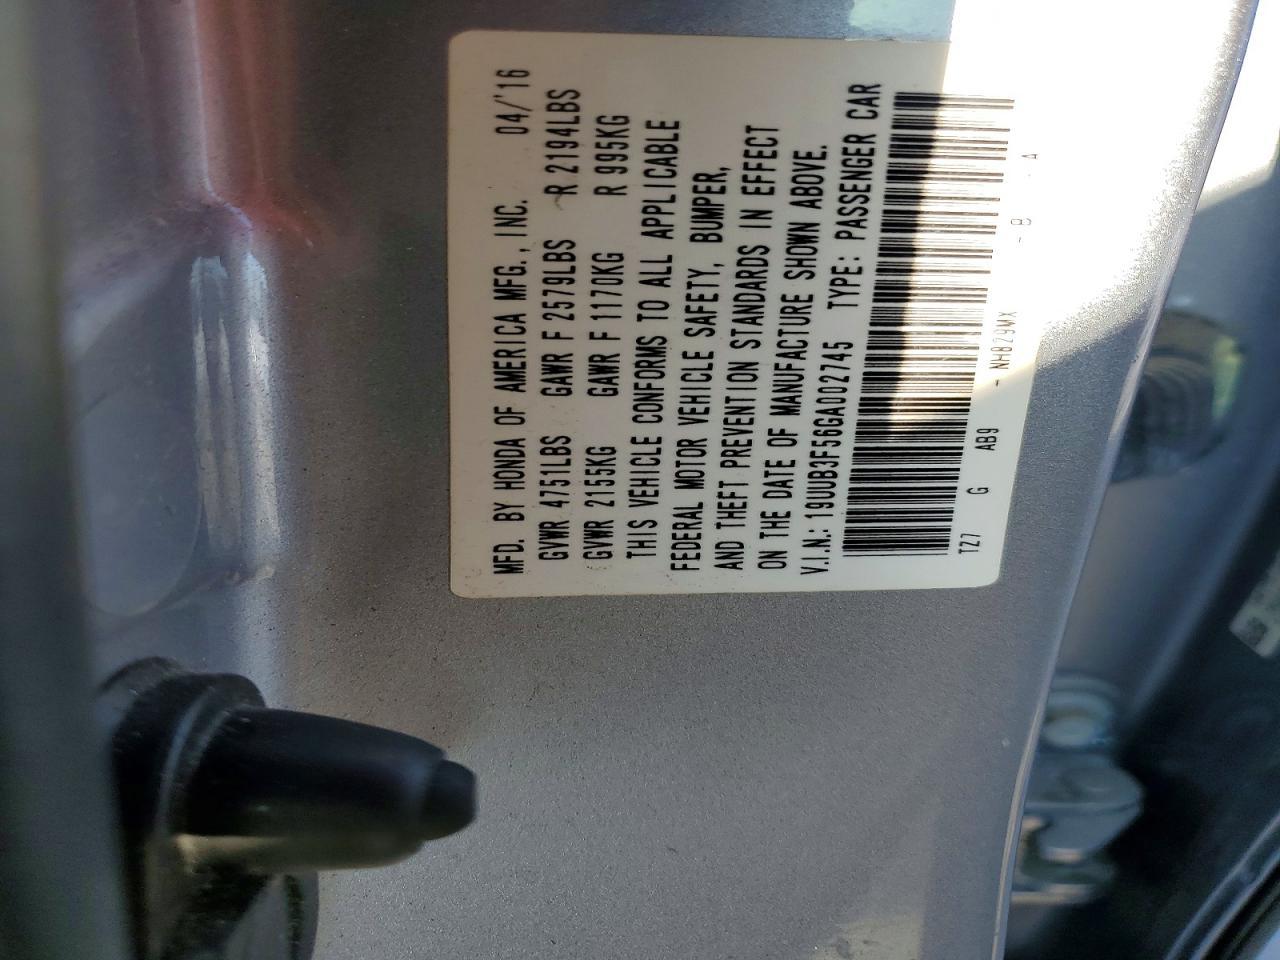 MFD. BY HONDA OF AMERICA MFG., INC. 04/'16
GVWR 4751LBS GAWR F 2579LBS R 2194LBS
GVWR 2155KG GAWR F 1170KG R 995KG
THIS VEHICLE CONFORMS TO ALL APPLICABLE
FEDERAL MOTOR VEHICLE SAFETY, BUMPER,
AND THEFT PREVENTION STANDARDS IN EFFECT
ON THE DATE OF MANUFACTURE SHOWN ABOVE.
V.I.N.: 19UUB3F56GA002745 TYPE: PASSENGER CAR
TZ7 G AB9 - NH829MX - B A